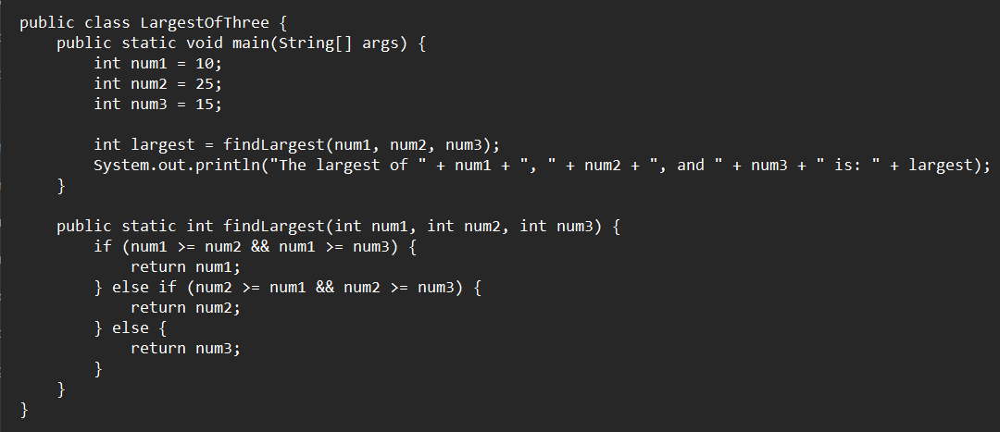 public class LargestOfThree {
    public static void main(String[] args) {
        int num1 = 10;
        int num2 = 25;
        int num3 = 15;

        int largest = findLargest(num1, num2, num3);
        System.out.println("The largest of " + num1 + ", " + num2 + ", and " + num3 + " is: " + largest);
    }

    public static int findLargest(int num1, int num2, int num3) {
        if (num1 >= num2 && num1 >= num3) {
            return num1;
        } else if (num2 >= num1 && num2 >= num3) {
            return num2;
        } else {
            return num3;
        }
    }
}